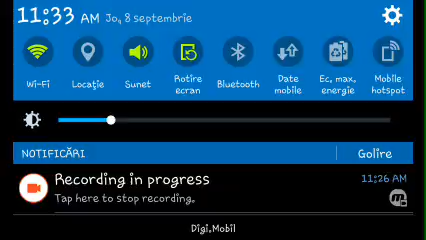 11:33 AM Jo, 8 septembrie
Wi-Fi Locație Sunet Rotire ecran Bluetooth Date mobile Ec. max. energie Mobile hotspot
NOTIFICĂRI Golire
Recording in progress 11:26 AM
Tap here to stop recording.
Digi.Mobil